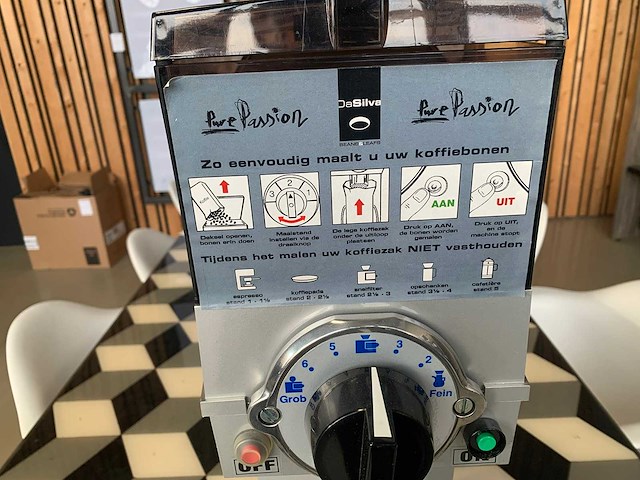 Pure Passion
DaSilva
BEANS & LEAFS
Pure Passion
Zo eenvoudig maalt u uw koffiebonen
3 2 1
AAN
UIT
Deksel openen,
bonen erin doen
Maalstand
instellen via de
draaiknop
De lege koffiezak
onder de uitloop
plaatsen
Druk op AAN,
de bonen worden
gemalen
Druk op UIT,
en de
machine stopt
Tijdens het malen uw koffiezak NIET vasthouden
espresso
stand 1 - 1½
koffiepads
stand 2 - 2½
snelfilter
stand 2½ - 3
opschenken
stand 3½ - 4
cafetière
stand 5
Grob 6 5 3 2 Fein
OFF
ON